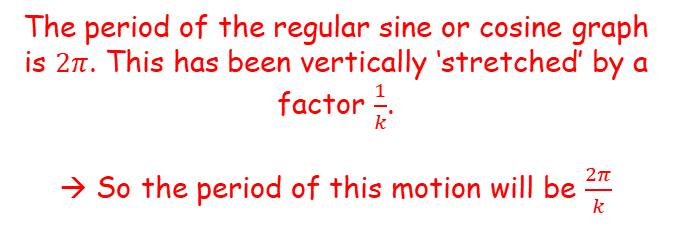 The period of the regular sine or cosine graph
is 2π. This has been vertically 'stretched' by a
factor 1/k.
→ So the period of this motion will be 2π/k